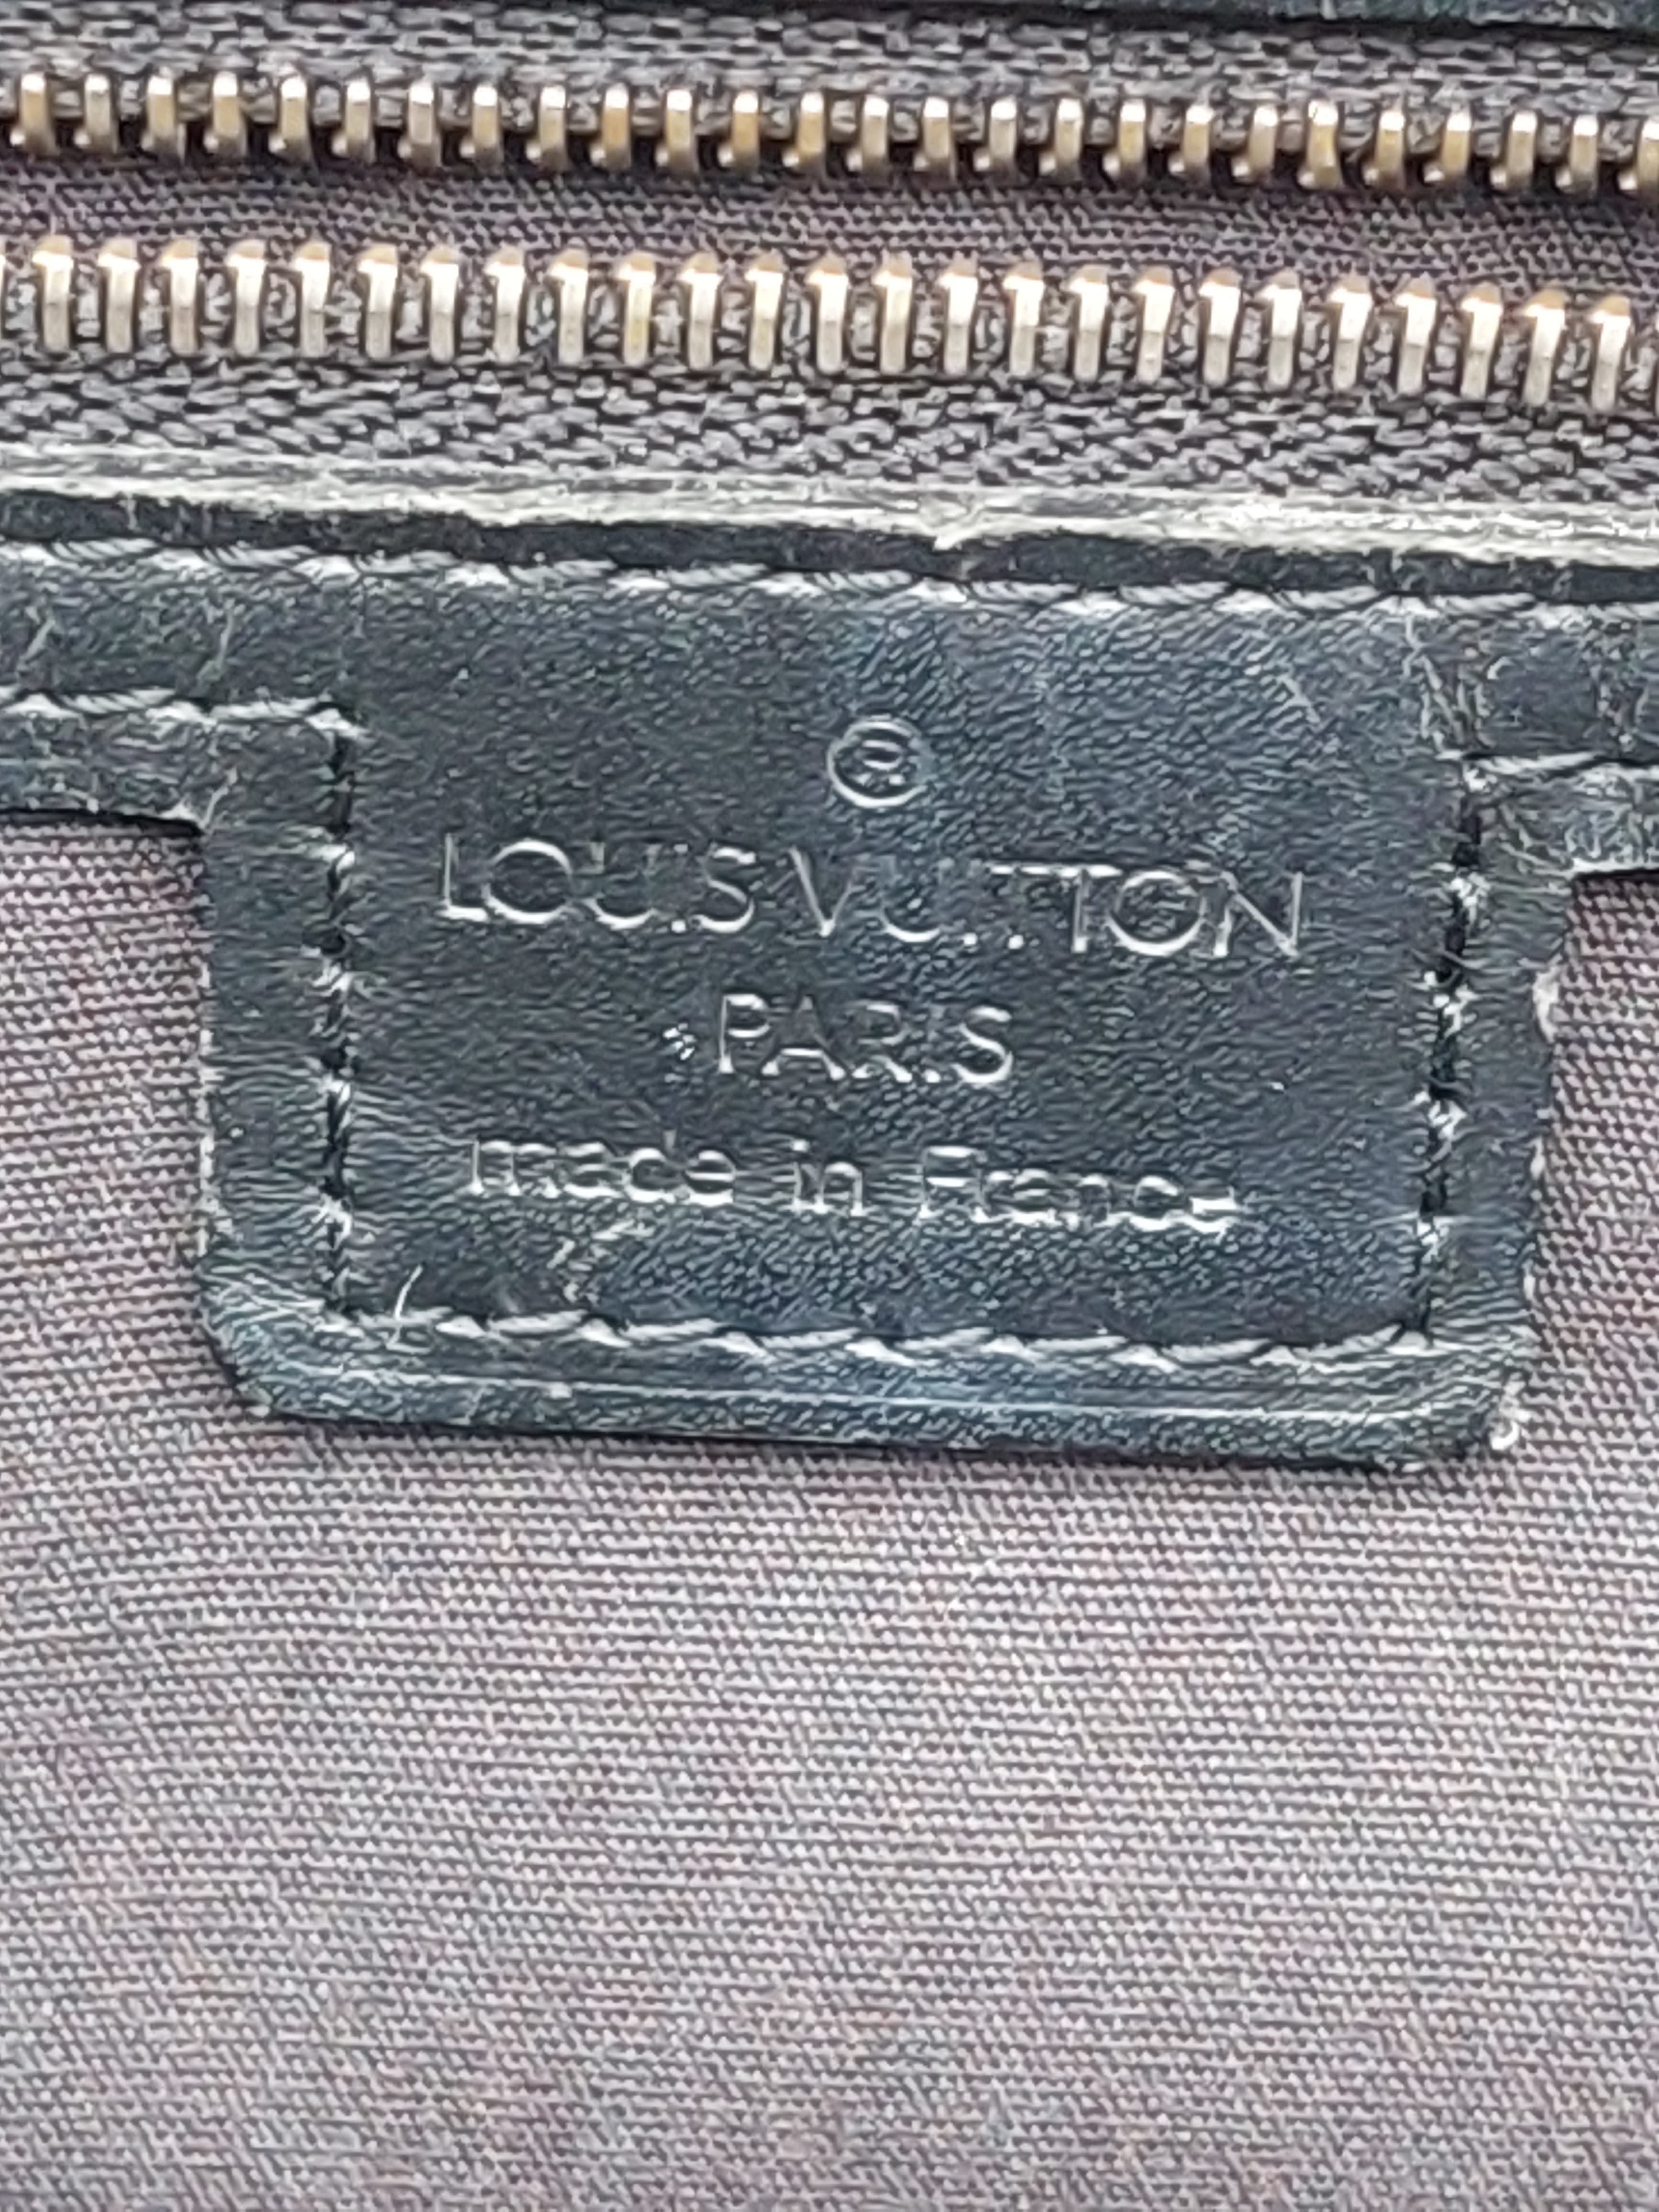 ®
LOUIS VUITTON
PARIS
made in France